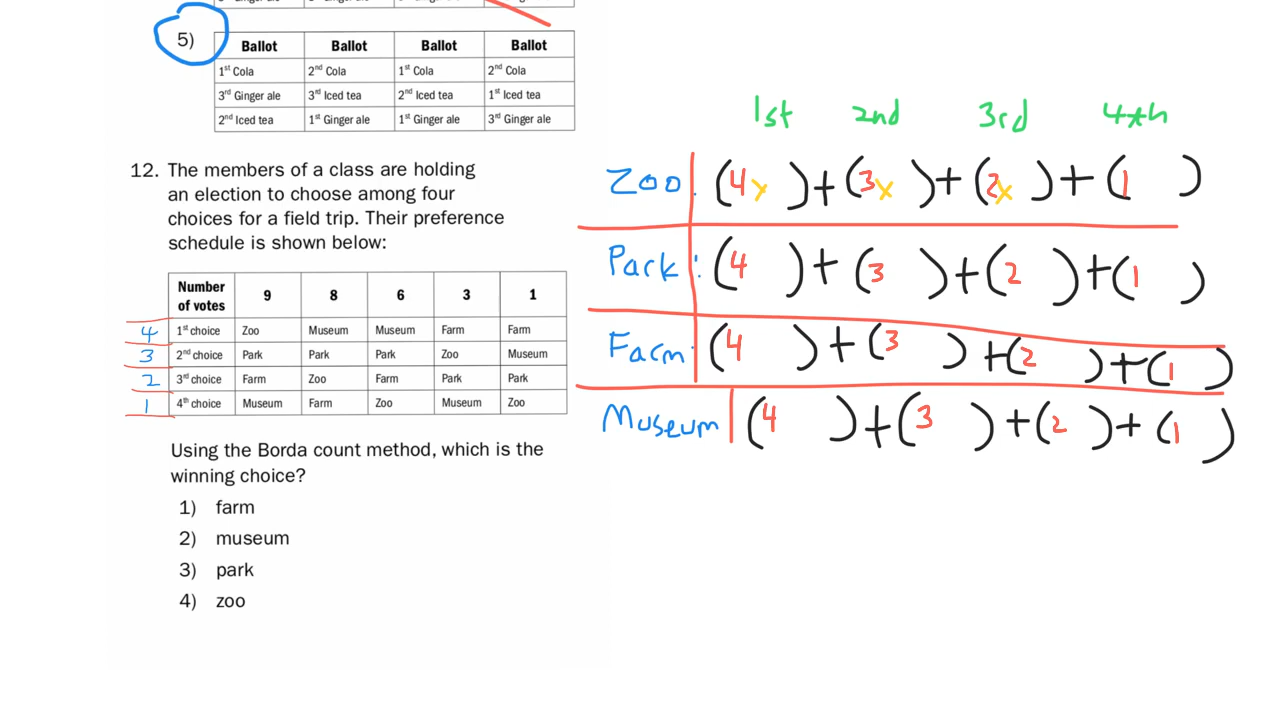 5)
Ballot Ballot Ballot Ballot
1st Cola 2nd Cola 1st Cola 2nd Cola
3rd Ginger ale 3rd Iced tea 2nd Iced tea 1st Iced tea
2nd Iced tea 1st Ginger ale 1st Ginger ale 3rd Ginger ale
12. The members of a class are holding
an election to choose among four
choices for a field trip. Their preference
schedule is shown below:
Number of votes 9 8 6 3 1
4 1st choice Zoo Museum Museum Farm Farm
3 2nd choice Park Park Park Zoo Museum
2 3rd choice Farm Zoo Farm Park Park
1 4th choice Museum Farm Zoo Museum Zoo
Using the Borda count method, which is the
winning choice?
1) farm
2) museum
3) park
4) zoo
1st 2nd 3rd 4th
Zoo: (4x )+(3x )+(2x )+(1 )
Park: (4 )+(3 )+(2 )+(1 )
Farm: (4 )+(3 )+(2 )+(1 )
Museum (4 )+(3 )+(2 )+(1 )